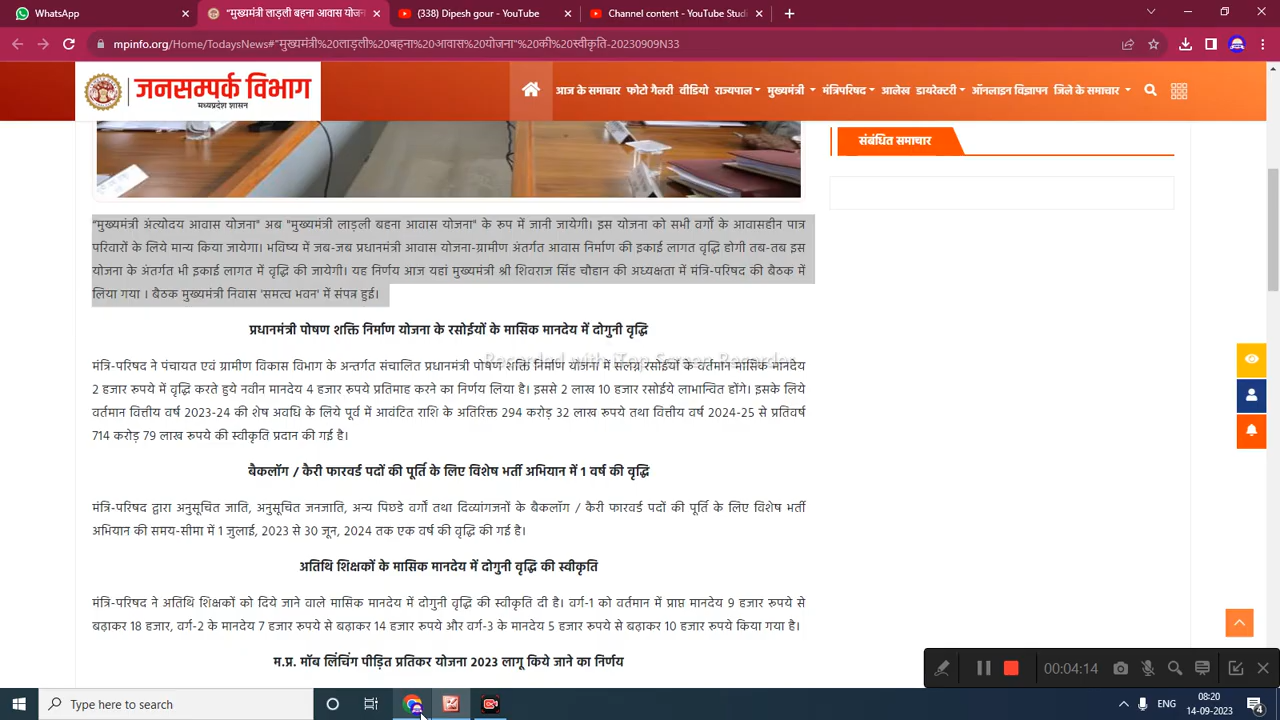 WhatsApp
"मुख्यमंत्री लाड़ली बहना आवास योजन
(338) Dipesh gour - YouTube
Channel content - YouTube Studi
mpinfo.org/Home/TodaysNews#"मुख्यमंत्री%20लाड़ली%20बहना%20आवास%20योजना"%20की%20स्वीकृति-20230909N33
जनसम्पर्क विभाग
मध्यप्रदेश शासन
आज के समाचार फोटो गैलरी वीडियो राज्यपाल मुख्यमंत्री मंत्रिपरिषद आलेख डायरेक्टरी ऑनलाइन विज्ञापन जिले के समाचार
संबंधित समाचार
"मुख्यमंत्री अंत्योदय आवास योजना" अब "मुख्यमंत्री लाड़ली बहना आवास योजना" के रूप में जानी जायेगी। इस योजना को सभी वर्गों के आवासहीन पात्र
परिवारों के लिये मान्य किया जायेगा। भविष्य में जब-जब प्रधानमंत्री आवास योजना-ग्रामीण अंतर्गत आवास निर्माण की इकाई लागत वृद्धि होगी तब-तब इस
योजना के अंतर्गत भी इकाई लागत में वृद्धि की जायेगी। यह निर्णय आज यहां मुख्यमंत्री श्री शिवराज सिंह चौहान की अध्यक्षता में मंत्रि-परिषद की बैठक में
लिया गया । बैठक मुख्यमंत्री निवास 'समत्व भवन' में संपन्न हुई।
प्रधानमंत्री पोषण शक्ति निर्माण योजना के रसोईयों के मासिक मानदेय में दोगुनी वृद्धि
Recorded with iTop Screen Recorder
मंत्रि-परिषद ने पंचायत एवं ग्रामीण विकास विभाग के अन्तर्गत संचालित प्रधानमंत्री पोषण शक्ति निर्माण योजना में संलग्न रसोईयों के वर्तमान मासिक मानदेय
2 हजार रूपये में वृद्धि करते हुये नवीन मानदेय 4 हजार रूपये प्रतिमाह करने का निर्णय लिया है। इससे 2 लाख 10 हजार रसोईये लाभान्वित होंगे। इसके लिये
वर्तमान वित्तीय वर्ष 2023-24 की शेष अवधि के लिये पूर्व में आवंटित राशि के अतिरिक्त 294 करोड़ 32 लाख रूपये तथा वित्तीय वर्ष 2024-25 से प्रतिवर्ष
714 करोड़ 79 लाख रूपये की स्वीकृति प्रदान की गई है।
बैकलॉग / कैरी फारवर्ड पदों की पूर्ति के लिए विशेष भर्ती अभियान में 1 वर्ष की वृद्धि
मंत्रि-परिषद द्वारा अनुसूचित जाति, अनुसूचित जनजाति, अन्य पिछडे वर्गों तथा दिव्यांगजनों के बैकलॉग / कैरी फारवर्ड पदों की पूर्ति के लिए विशेष भर्ती
अभियान की समय-सीमा में 1 जुलाई, 2023 से 30 जून, 2024 तक एक वर्ष की वृद्धि की गई है।
अतिथि शिक्षकों के मासिक मानदेय में दोगुनी वृद्धि की स्वीकृति
मंत्रि-परिषद ने अतिथि शिक्षकों को दिये जाने वाले मासिक मानदेय में दोगुनी वृद्धि की स्वीकृति दी है। वर्ग-1 को वर्तमान में प्राप्त मानदेय 9 हजार रूपये से
बढ़ाकर 18 हजार, वर्ग-2 के मानदेय 7 हजार रूपये से बढ़ाकर 14 हजार रूपये और वर्ग-3 के मानदेय 5 हजार रूपये से बढ़ाकर 10 हजार रूपये किया गया है।
म.प्र. मॉब लिंचिंग पीड़ित प्रतिकर योजना 2023 लागू किये जाने का निर्णय
00:04:14
Type here to search
ENG
08:20
14-09-2023
4